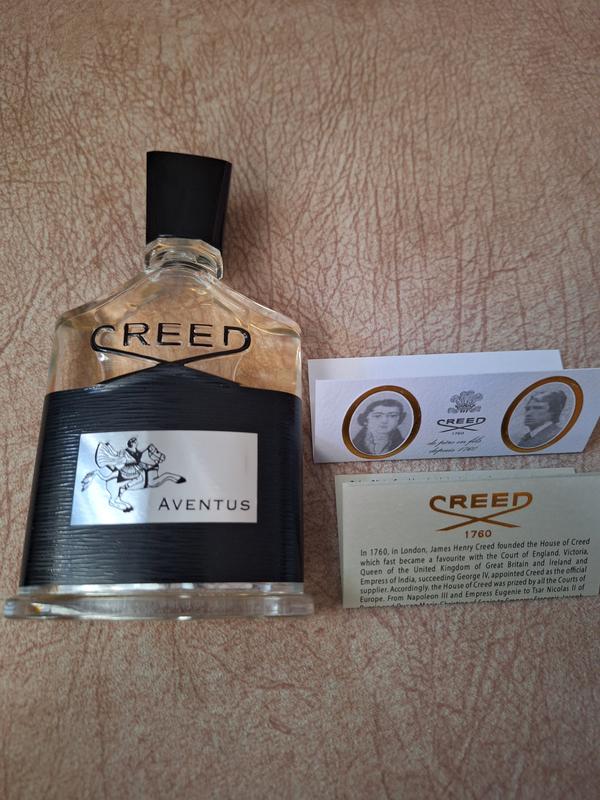 CREED
AVENTUS
CREED
1760
de père en fils
depuis 1760
CREED
1760
In 1760, in London, James Henry Creed founded the House of Creed
which fast became a favourite with the Court of England. Victoria,
Queen of the United Kingdom of Great Britain and Ireland and
Empress of India, succeeding George IV, appointed Creed as the official
supplier. Accordingly, the House of Creed was prized by all the Courts of
Europe. From Napoleon III and Empress Eugenie to Tsar Nicolas II of